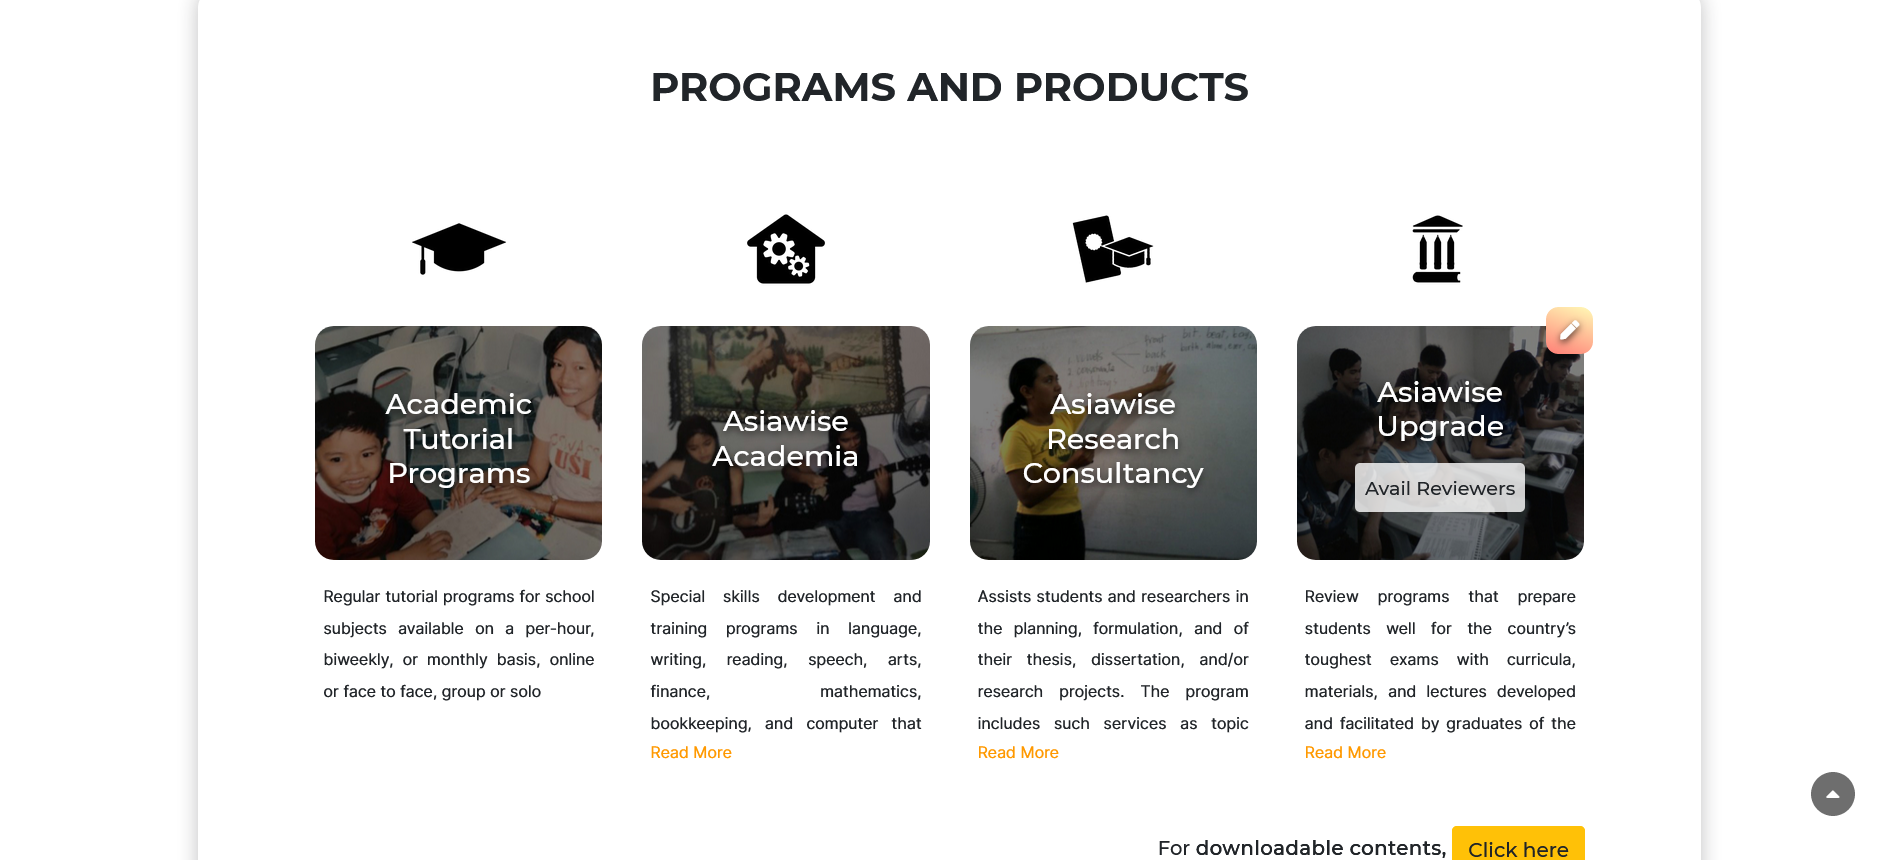 PROGRAMS AND PRODUCTS
Academic
Tutorial
Programs
Regular tutorial programs for school
subjects available on a per-hour,
biweekly, or monthly basis, online
or face to face, group or solo
Asiawise
Academia
Special skills development and
training programs in language,
writing, reading, speech, arts,
finance, mathematics,
bookkeeping, and computer that
Read More
Asiawise
Research
Consultancy
Assists students and researchers in
the planning, formulation, and of
their thesis, dissertation, and/or
research projects. The program
includes such services as topic
Read More
Asiawise
Upgrade
Avail Reviewers
Review programs that prepare
students well for the country’s
toughest exams with curricula,
materials, and lectures developed
and facilitated by graduates of the
Read More
For downloadable contents, Click here